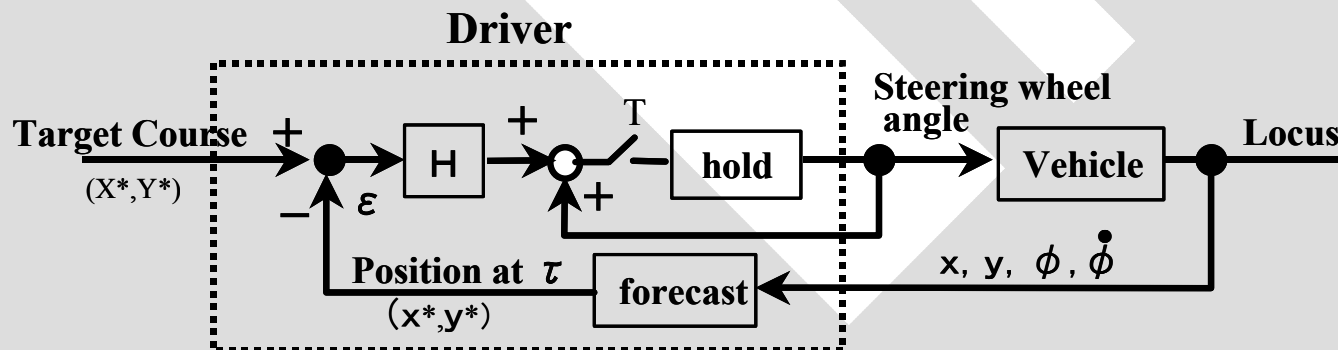 Driver
Steering wheel
angle
Target Course
(X*,Y*)
+
−
ε
H
+
+
T
hold
Vehicle
Locus
Position at τ
(x*,y*)
forecast
x, y, ϕ, ϕ̇